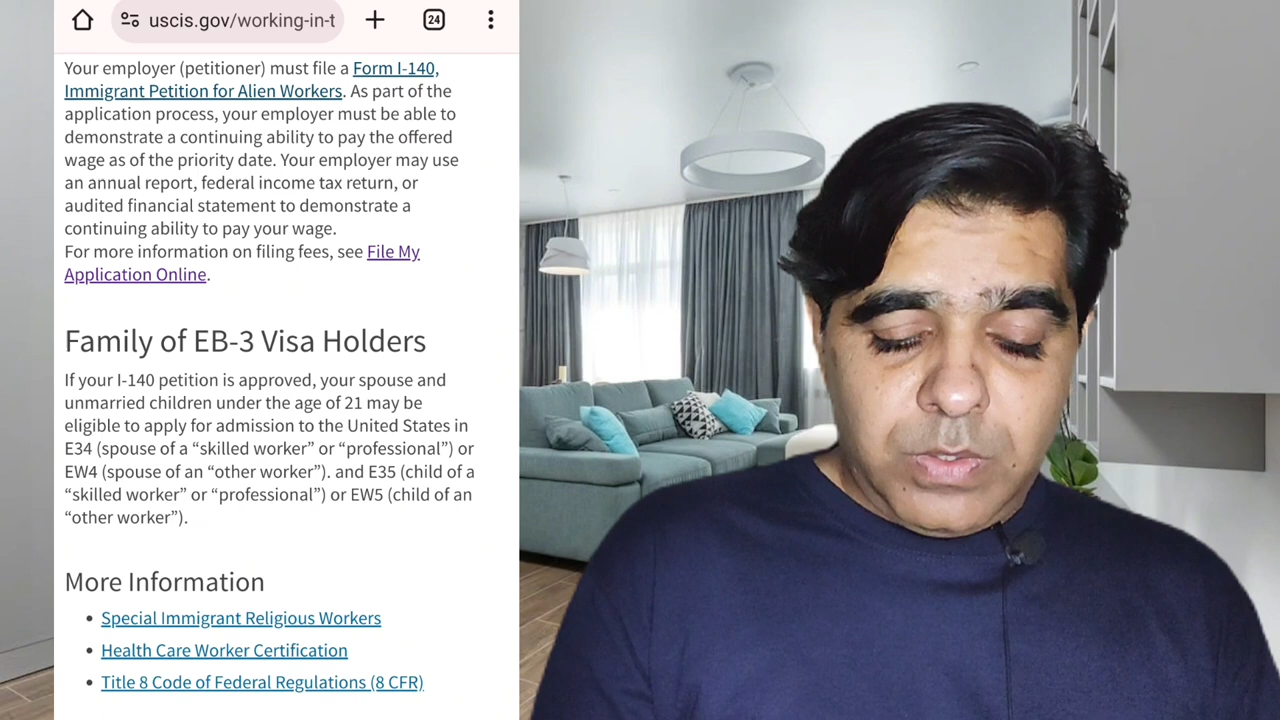 uscis.gov/working-in-t
24
Your employer (petitioner) must file a Form I-140,
Immigrant Petition for Alien Workers. As part of the
application process, your employer must be able to
demonstrate a continuing ability to pay the offered
wage as of the priority date. Your employer may use
an annual report, federal income tax return, or
audited financial statement to demonstrate a
continuing ability to pay your wage.
For more information on filing fees, see File My
Application Online.
Family of EB-3 Visa Holders
If your I-140 petition is approved, your spouse and
unmarried children under the age of 21 may be
eligible to apply for admission to the United States in
E34 (spouse of a “skilled worker” or “professional”) or
EW4 (spouse of an “other worker”). and E35 (child of a
“skilled worker” or “professional”) or EW5 (child of an
“other worker”).
More Information
• Special Immigrant Religious Workers
• Health Care Worker Certification
• Title 8 Code of Federal Regulations (8 CFR)